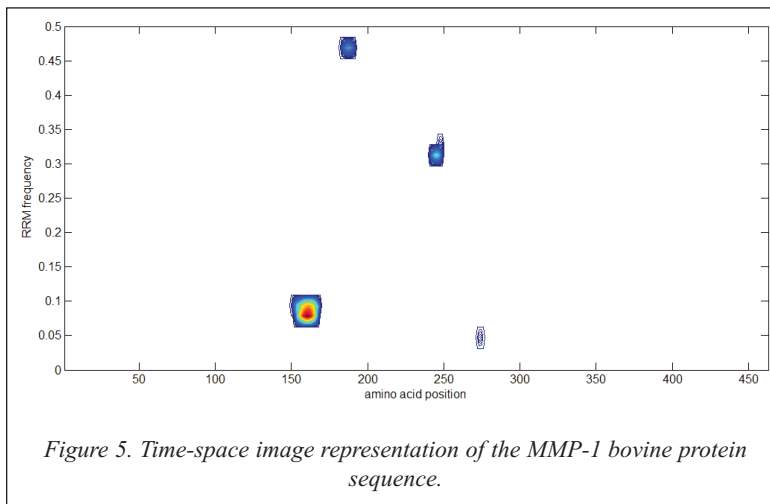 0.5
0.45
0.4
0.35
0.3
0.25
0.2
0.15
0.1
0.05
0
RRM frequency
50 100 150 200 250 300 350 400 450
amino acid position
Figure 5. Time-space image representation of the MMP-1 bovine protein
sequence.